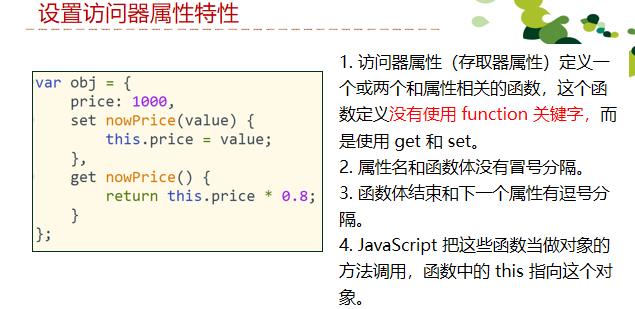 设置访问器属性特性
var obj = {
    price: 1000,
    set nowPrice(value) {
        this.price = value;
    },
    get nowPrice() {
        return this.price * 0.8;
    }
};
1. 访问器属性（存取器属性）定义一
个或两个和属性相关的函数，这个函
数定义没有使用 function 关键字，而
是使用 get 和 set。
2. 属性名和函数体没有冒号分隔。
3. 函数体结束和下一个属性有逗号分
隔。
4. JavaScript 把这些函数当做对象的
方法调用，函数中的 this 指向这个对
象。